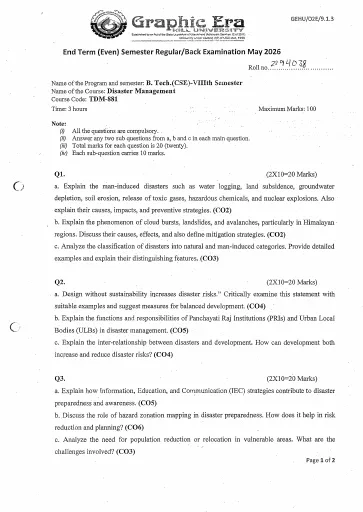 GEHU/02E/9.1.3
Graphic Era
HILL UNIVERSITY
End Term (Even) Semester Regular/Back Examination May 2026
Roll no.
Name of the Program and semester: B. Tech.(CSE)-VIIIth Semester
Name of the Course: Disaster Management
Course Code: TDM-881
Time: 3 hours Maximum Marks: 100
Note:
(i) All the questions are compulsory.
(ii) Answer any two sub questions from a, b and c in each main question.
(iii) Total marks for each question is 20 (twenty).
(iv) Each sub-question carries 10 marks.
Q1. (2X10=20 Marks)
a. Explain the man-induced disasters such as water logging, land subsidence, groundwater
depletion, soil erosion, release of toxic gases, hazardous chemicals, and nuclear explosions. Also
explain their causes, impacts, and preventive strategies. (CO2)
b. Explain the phenomenon of cloud bursts, landslides, and avalanches, particularly in Himalayan
regions. Discuss their causes, effects, and also define mitigation strategies. (CO2)
c. Analyze the classification of disasters into natural and man-induced categories. Provide detailed
examples and explain their distinguishing features. (CO3)
Q2. (2X10=20 Marks)
a. Design without sustainability increases disaster risks." Critically examine this statement with
suitable examples and suggest measures for balanced development. (CO4)
b. Explain the functions and responsibilities of Panchayati Raj Institutions (PRIs) and Urban Local
Bodies (ULBs) in disaster management. (CO5)
c. Explain the inter-relationship between disasters and development. How can development both
increase and reduce disaster risks? (CO4)
Q3. (2X10=20 Marks)
a. Explain how Information, Education, and Communication (IEC) strategies contribute to disaster
preparedness and awareness. (CO5)
b. Discuss the role of hazard zonation mapping in disaster preparedness. How does it help in risk
reduction and planning? (CO6)
c. Analyze the need for population reduction or relocation in vulnerable areas. What are the
challenges involved? (CO3)
Page 1 of 2